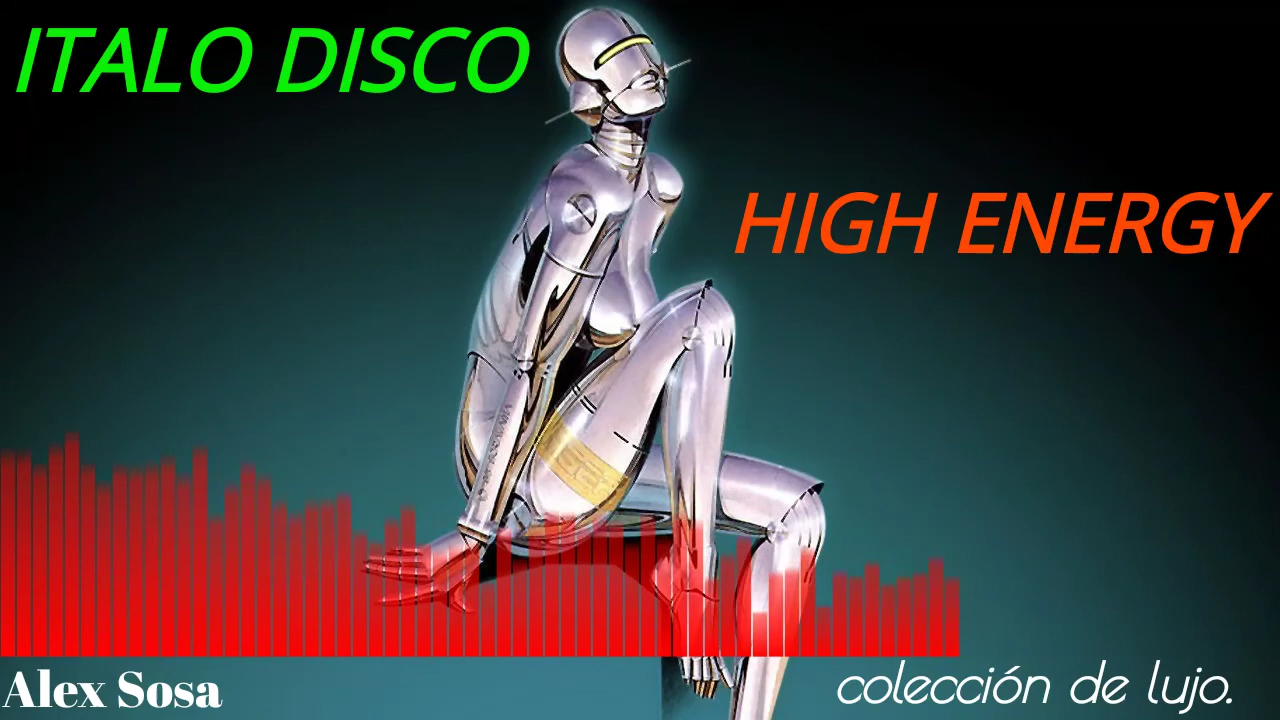 ITALO DISCO
HIGH ENERGY
Alex Sosa
colección de lujo.